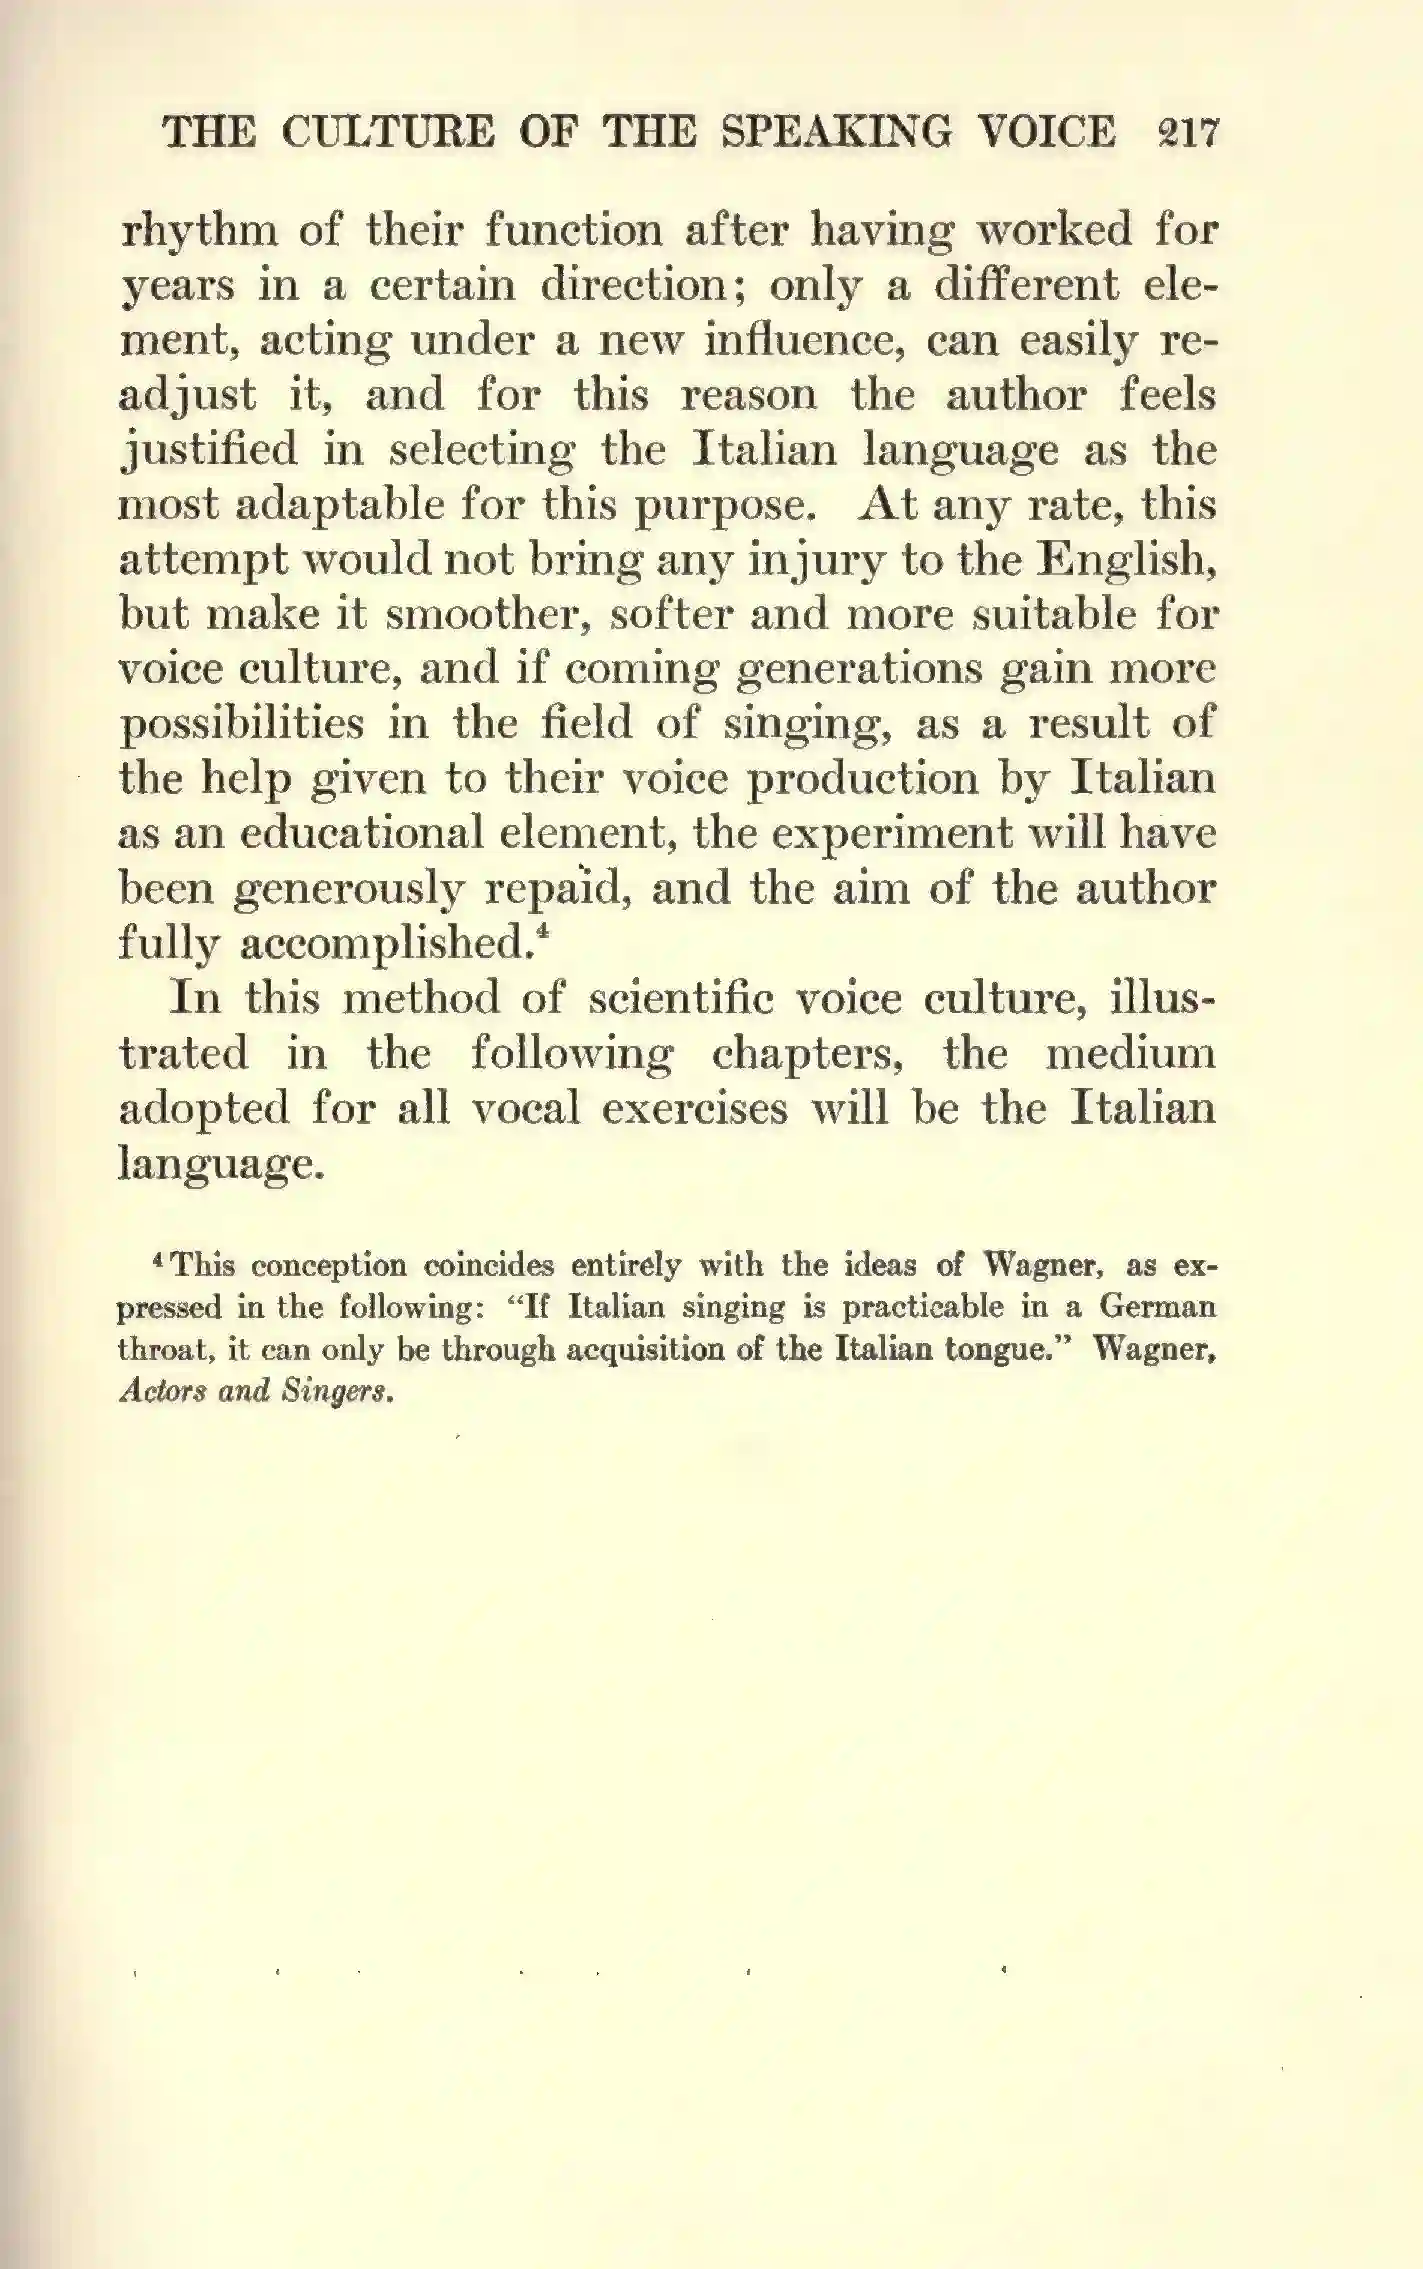 THE CULTURE OF THE SPEAKING VOICE 217
rhythm of their function after having worked for
years in a certain direction; only a different ele-
ment, acting under a new influence, can easily re-
adjust it, and for this reason the author feels
justified in selecting the Italian language as the
most adaptable for this purpose. At any rate, this
attempt would not bring any injury to the English,
but make it smoother, softer and more suitable for
voice culture, and if coming generations gain more
possibilities in the field of singing, as a result of
the help given to their voice production by Italian
as an educational element, the experiment will have
been generously repaid, and the aim of the author
fully accomplished.⁴
In this method of scientific voice culture, illus-
trated in the following chapters, the medium
adopted for all vocal exercises will be the Italian
language.
⁴ This conception coincides entirely with the ideas of Wagner, as ex-
pressed in the following: “If Italian singing is practicable in a German
throat, it can only be through acquisition of the Italian tongue.” Wagner,
Actors and Singers.